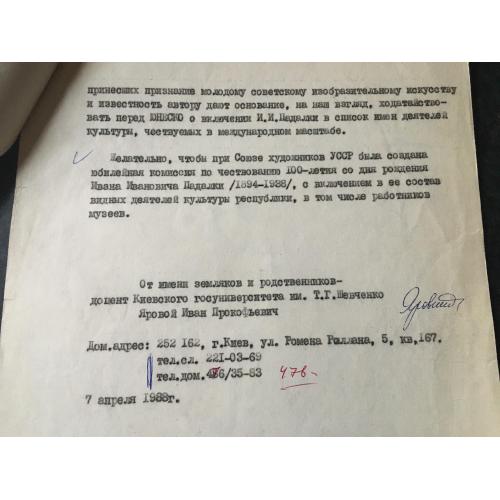 принесших признание молодому советскому изобразительному искусству
и известность автору дают основание, на наш взгляд, ходатайство-
вать перед ЮНЕСКО о включении И.И.Падалки в список имен деятелей
культуры, чествуемых в международном масштабе.
Желательно, чтобы при Союзе художников УССР была создана
юбилейная комиссия по чествованию 100-летия со дня рождения
Ивана Ивановича Падалки /1894-1938/, с включением в ее состав
видных деятелей культуры республики, в том числе работников
музеев.
От имени земляков и родственников-
доцент Киевского госуниверситета им. Т.Г.Шевченко
Яровой Иван Прокофьевич
Дом.адрес: 252 162, г.Киев, ул. Ромена Роллана, 5, кв,167.
тел.сл. 221-03-69
тел.дом.476/35-83 476-
7 апреля 1988г.